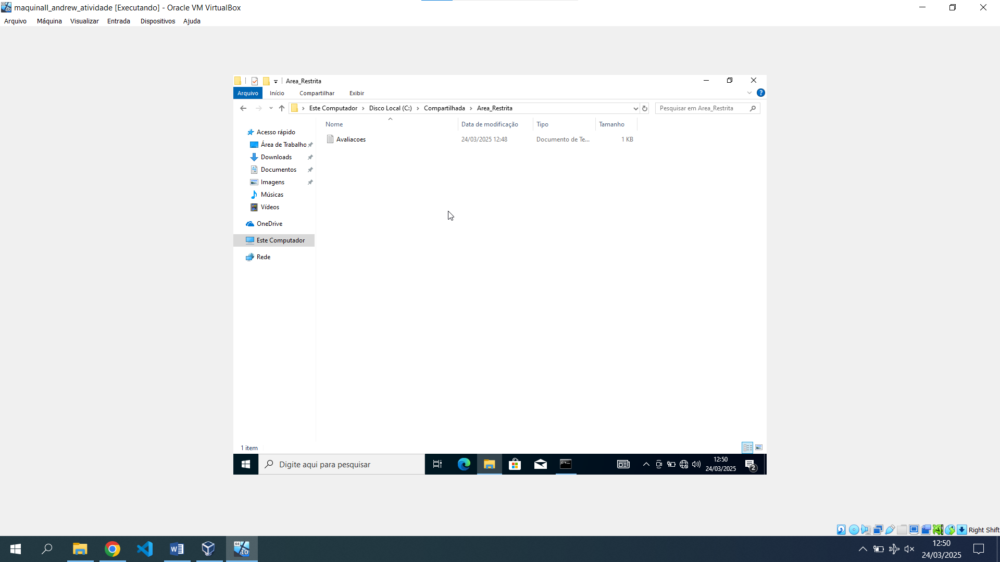 maquinaII_andrew_atividade [Executando] - Oracle VM VirtualBox
Arquivo Máquina Visualizar Entrada Dispositivos Ajuda
Area_Restrita
Arquivo Início Compartilhar Exibir
Este Computador Disco Local (C:) Compartilhada Area_Restrita
Pesquisar em Area_Restrita
Nome Data de modificação Tipo Tamanho
Avaliacoes 24/03/2025 12:48 Documento de Te... 1 KB
Acesso rápido
Área de Trabalho
Downloads
Documentos
Imagens
Músicas
Vídeos
OneDrive
Este Computador
Rede
1 item
Digite aqui para pesquisar
12:50
24/03/2025
2
Right Shift
12:50
24/03/2025